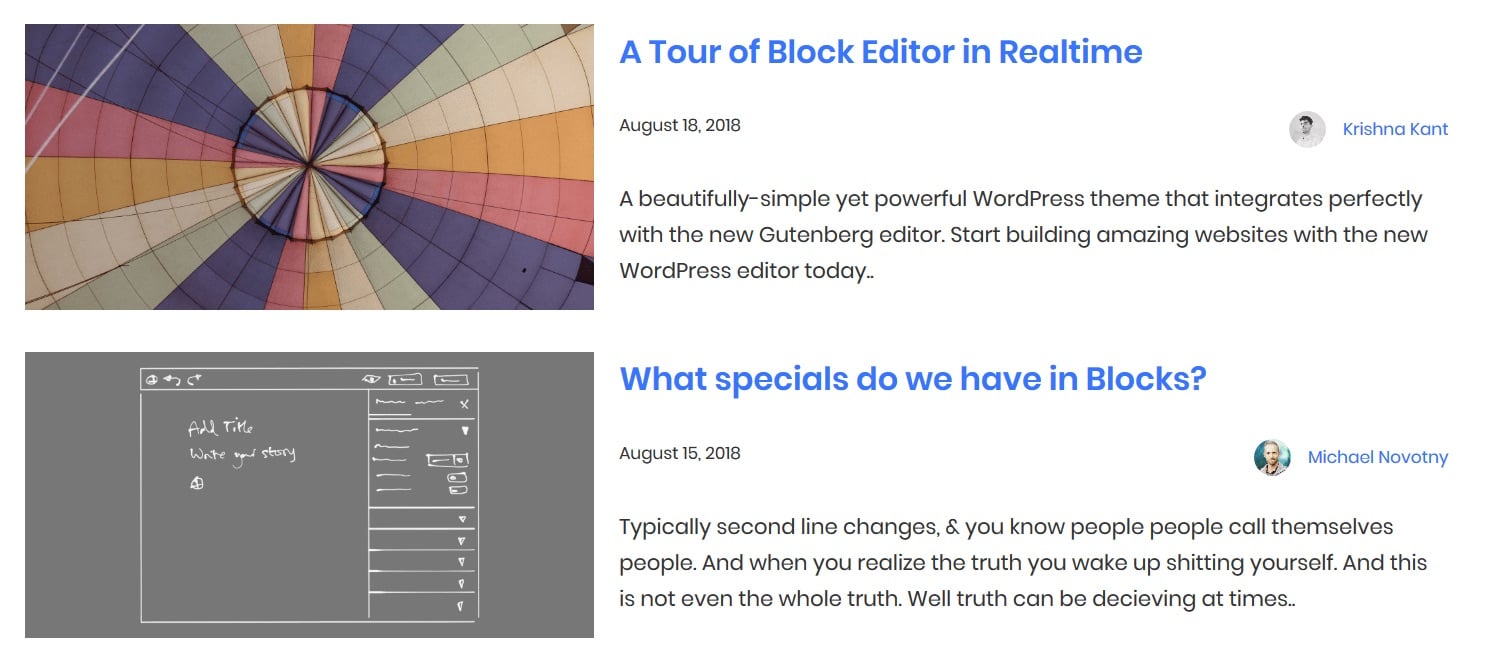 A Tour of Block Editor in Realtime
August 18, 2018
Krishna Kant
A beautifully-simple yet powerful WordPress theme that integrates perfectly
with the new Gutenberg editor. Start building amazing websites with the new
WordPress editor today..
Add Title
Write your story
What specials do we have in Blocks?
August 15, 2018
Michael Novotny
Typically second line changes, & you know people people call themselves
people. And when you realize the truth you wake up shitting yourself. And this
is not even the whole truth. Well truth can be decieving at times..